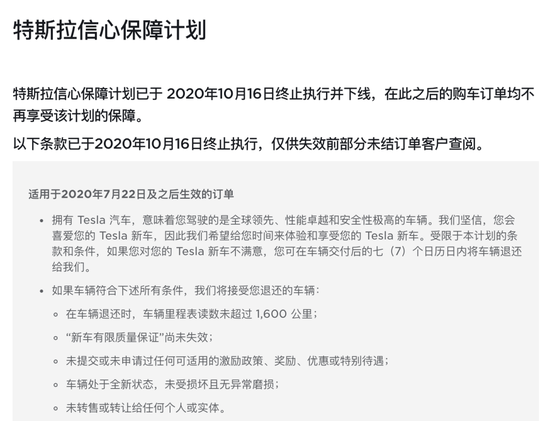 特斯拉信心保障计划
特斯拉信心保障计划已于 2020年10月16日终止执行并下线，在此之后的购车订单均不
再享受该计划的保障。
以下条款已于2020年10月16日终止执行，仅供失效前部分未结订单客户查阅。
适用于2020年7月22日及之后生效的订单
• 拥有 Tesla 汽车，意味着您驾驶的是全球领先、性能卓越和安全性极高的车辆。我们坚信，您会
喜爱您的 Tesla 新车，因此我们希望给您时间来体验和享受您的 Tesla 新车。受限于本计划的条
款和条件，如果您对您的 Tesla 新车不满意，您可在车辆交付后的七（7）个日历日内将车辆退还
给我们。
• 如果车辆符合下述所有条件，我们将接受您退还的车辆：
◦ 在车辆退还时，车辆里程表读数未超过 1,600 公里；
◦ “新车有限质量保证”尚未失效；
◦ 未提交或未申请过任何可适用的激励政策、奖励、优惠或特别待遇；
◦ 车辆处于全新状态，未受损坏且无异常磨损；
◦ 未转售或转让给任何个人或实体。